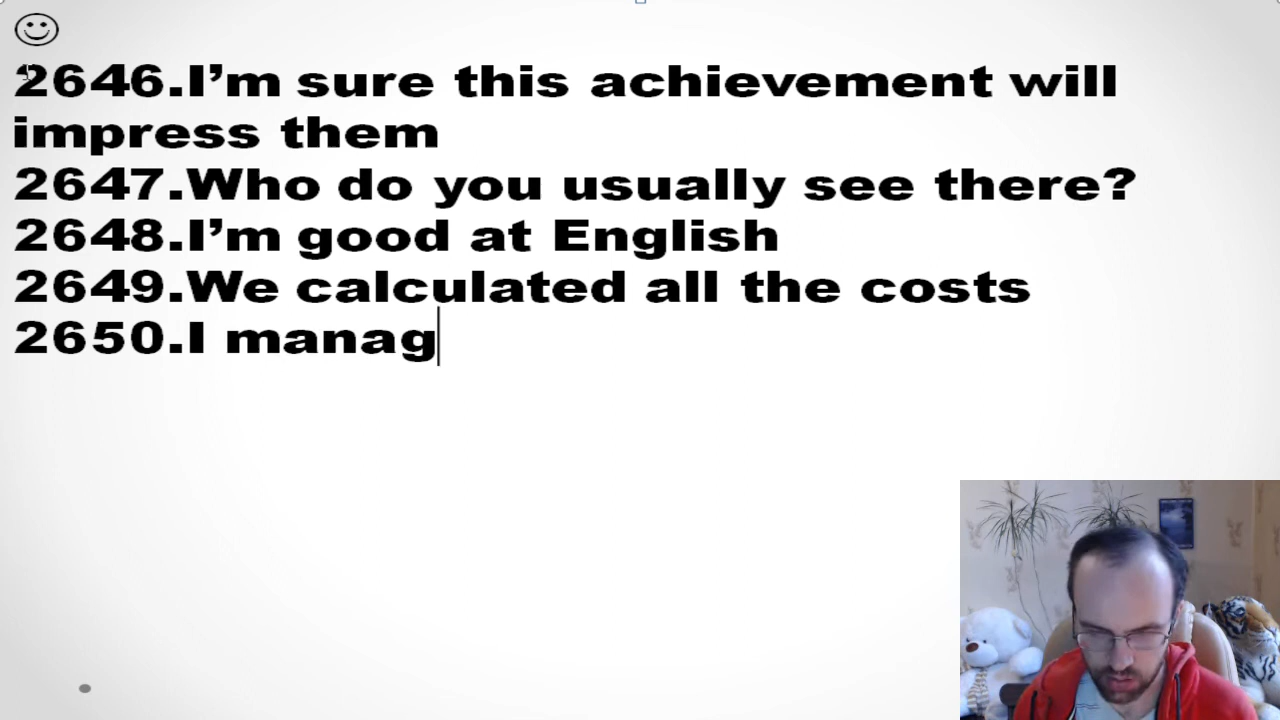 2646.I’m sure this achievement will
impress them
2647.Who do you usually see there?
2648.I’m good at English
2649.We calculated all the costs
2650.I manag